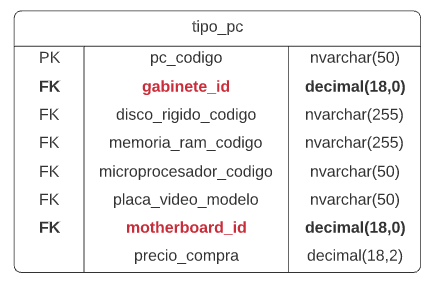 tipo_pc
PK pc_codigo nvarchar(50)
FK gabinete_id decimal(18,0)
FK disco_rigido_codigo nvarchar(255)
FK memoria_ram_codigo nvarchar(255)
FK microprocesador_codigo nvarchar(50)
FK placa_video_modelo nvarchar(50)
FK motherboard_id decimal(18,0)
precio_compra decimal(18,2)